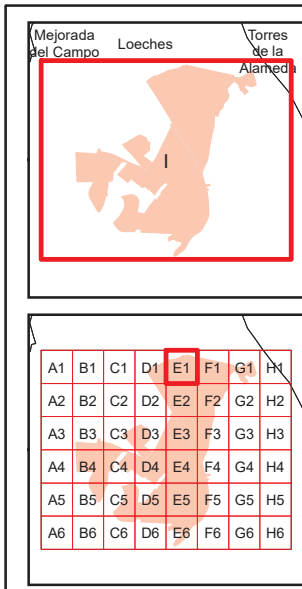 Mejorada
del Campo
Loeches
Torres
de la
Alameda
I
A1 B1 C1 D1 E1 F1 G1 H1
A2 B2 C2 D2 E2 F2 G2 H2
A3 B3 C3 D3 E3 F3 G3 H3
A4 B4 C4 D4 E4 F4 G4 H4
A5 B5 C5 D5 E5 F5 G5 H5
A6 B6 C6 D6 E6 F6 G6 H6